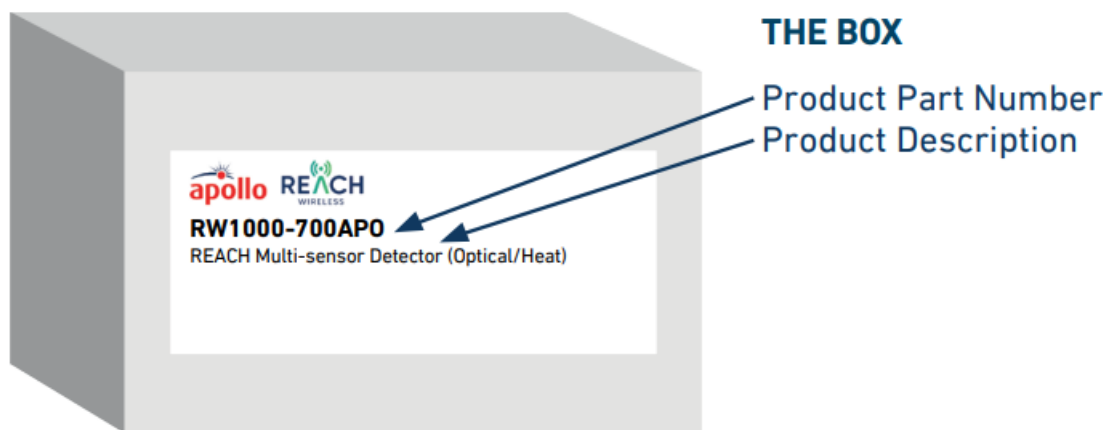 THE BOX
Product Part Number
Product Description
apollo REACH
WIRELESS
RW1000-700APO
REACH Multi-sensor Detector (Optical/Heat)